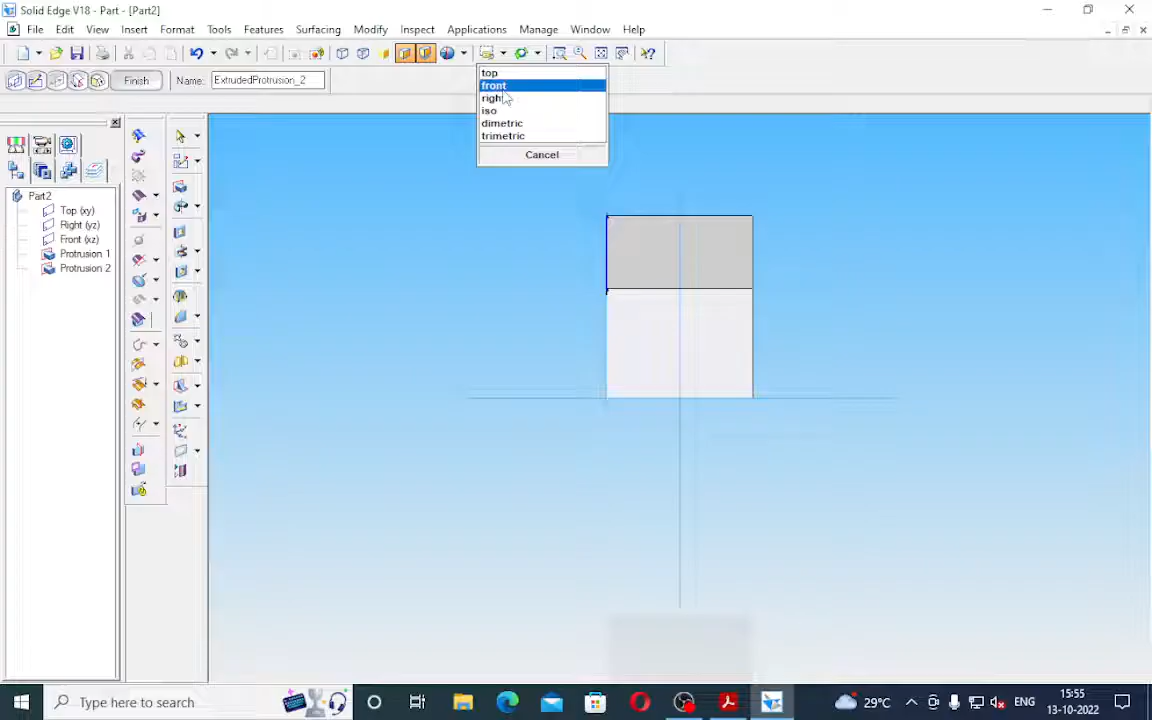 Solid Edge V18 - Part - [Part2]
File Edit View Insert Format Tools Features Surfacing Modify Inspect Applications Manage Window Help
Finish Name: ExtrudedProtrusion_2
top
front
right
iso
dimetric
trimetric
Cancel
Part2
Top (xy)
Right (yz)
Front (xz)
Protrusion 1
Protrusion 2
Type here to search
29°C
ENG
15:55
13-10-2022